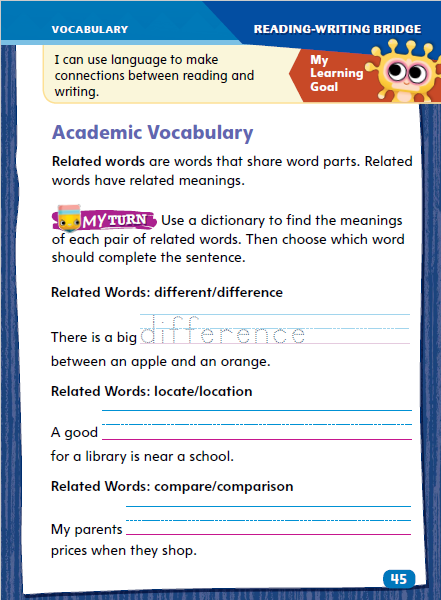 VOCABULARY
READING-WRITING BRIDGE
I can use language to make
connections between reading and
writing.
My
Learning
Goal
Academic Vocabulary
Related words are words that share word parts. Related
words have related meanings.
MY TURN Use a dictionary to find the meanings
of each pair of related words. Then choose which word
should complete the sentence.
Related Words: different/difference
There is a big difference
between an apple and an orange.
Related Words: locate/location
A good
for a library is near a school.
Related Words: compare/comparison
My parents
prices when they shop.
45